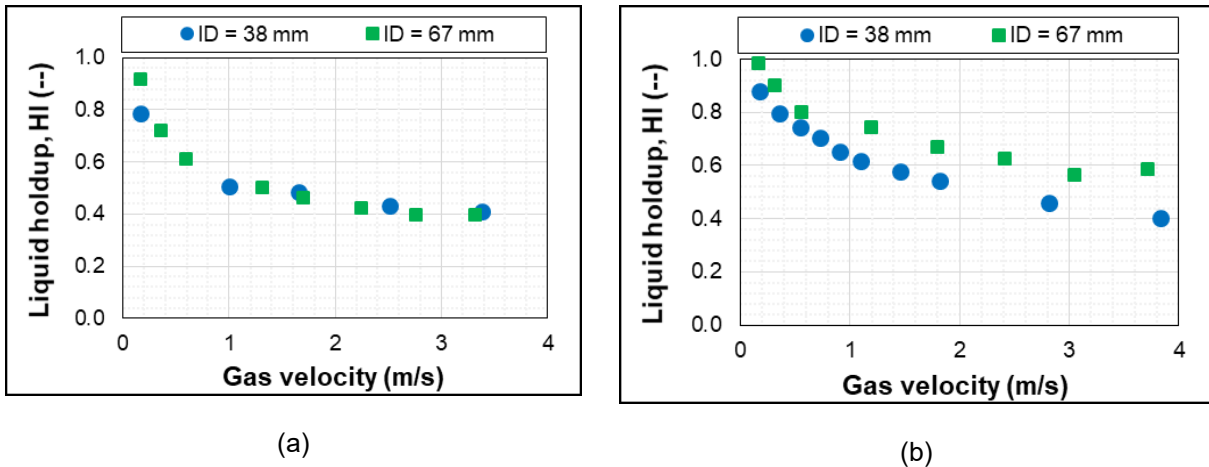 ID = 38 mm ID = 67 mm
Liquid holdup, Hl (--)
1.0
0.8
0.6
0.4
0.2
0.0
0 1 2 3 4
Gas velocity (m/s)
(a)
ID = 38 mm ID = 67 mm
Liquid holdup, Hl (--)
1.0
0.8
0.6
0.4
0.2
0.0
0 1 2 3 4
Gas velocity (m/s)
(b)